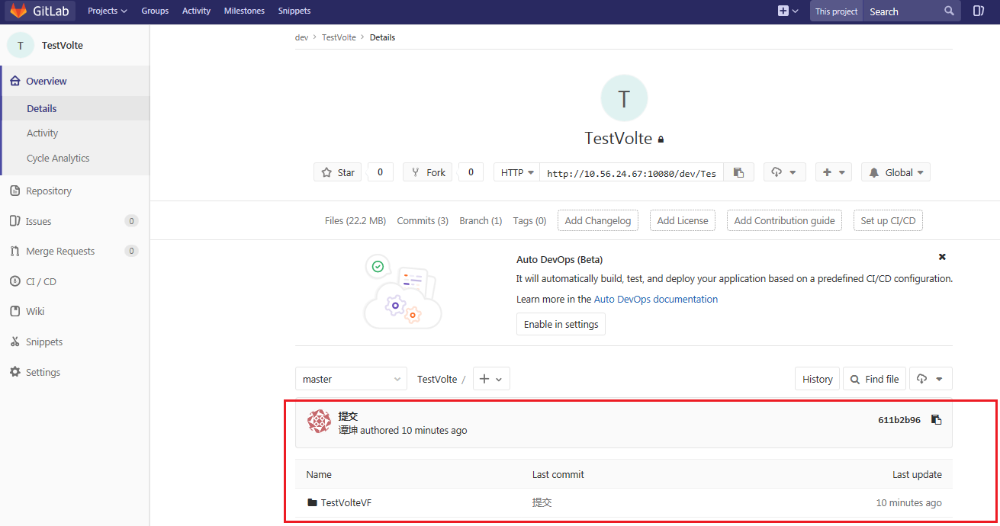 GitLab Projects Groups Activity Milestones Snippets This project Search
T TestVolte
Overview
Details
Activity
Cycle Analytics
Repository
Issues 0
Merge Requests 0
CI / CD
Wiki
Snippets
Settings
dev > TestVolte > Details
T
TestVolte
Star 0 Fork 0 HTTP http://10.56.24.67:10080/dev/Tes Global
Files (22.2 MB) Commits (3) Branch (1) Tags (0) Add Changelog Add License Add Contribution guide Set up CI/CD
Auto DevOps (Beta)
It will automatically build, test, and deploy your application based on a predefined CI/CD configuration.
Learn more in the Auto DevOps documentation
Enable in settings
master TestVolte / History Find file
提交
谭坤 authored 10 minutes ago
611b2b96
Name Last commit Last update
TestVolteVF 提交 10 minutes ago